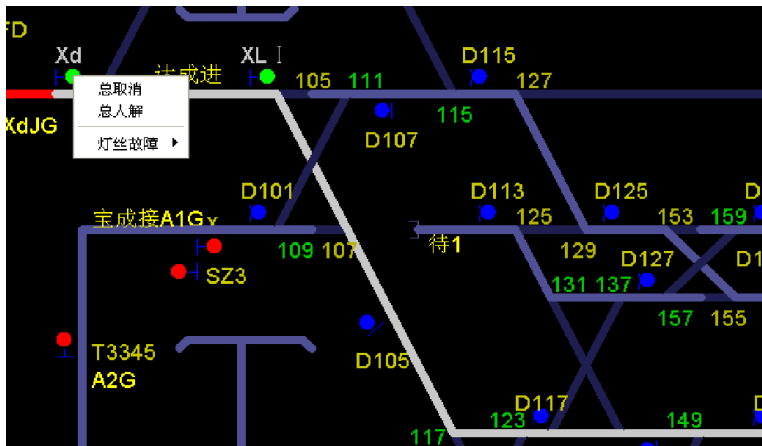 FD
Xd
XL I
D115
达成进
105 111
127
总取消
总人解
灯丝故障
XdJG
115
D107
D101
D113
D125
D
宝成接A1G
125
153 159
待1
109 107
129
D127
D1
SZ3
131 137
157 155
T3345
A2G
D105
D117
D
123
149
117